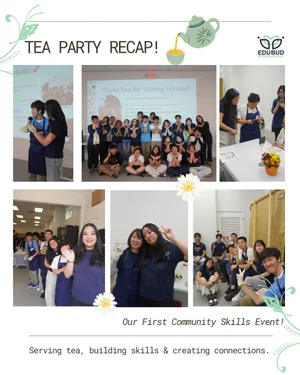 TEA PARTY RECAP!
EDUBUD
Thank You for Visiting Edubud!
Our First Community Skills Event!
Serving tea, building skills & creating connections.